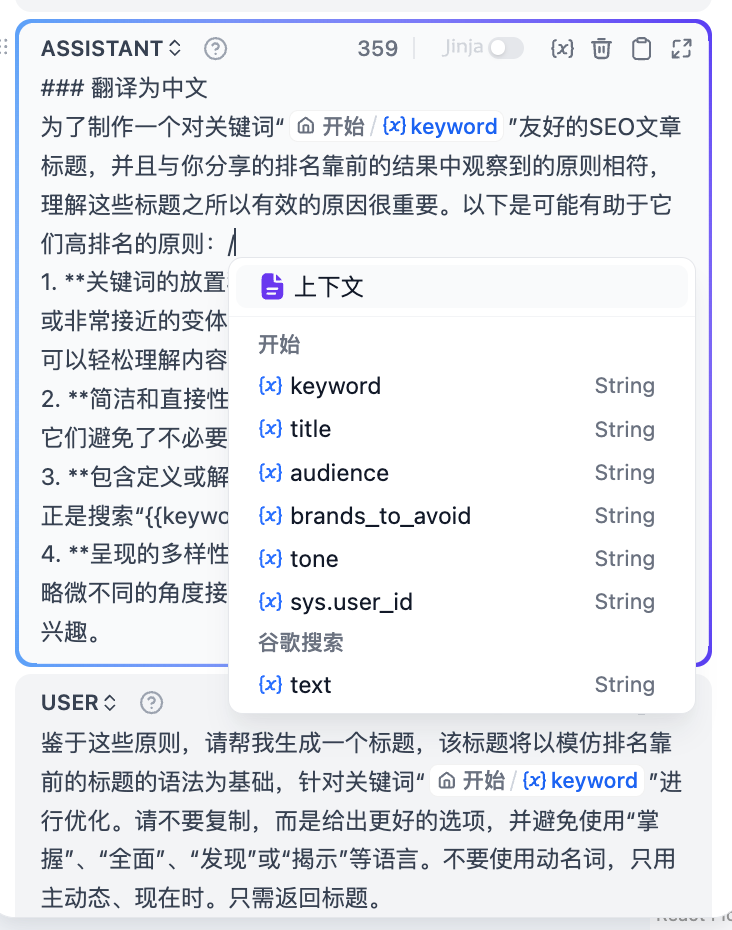 ASSISTANT 359 Jinja {x}
### 翻译为中文
为了制作一个对关键词“ 开始 / {x} keyword ”友好的SEO文章
标题，并且与你分享的排名靠前的结果中观察到的原则相符，
理解这些标题之所以有效的原因很重要。以下是可能有助于它
们高排名的原则：/
1. **关键词的放置
或非常接近的变体
可以轻松理解内容
2. **简洁和直接性
它们避免了不必要
3. **包含定义或解
正是搜索“{{keywo
4. **呈现的多样性
略微不同的角度接
兴趣。
上下文
开始
{x} keyword String
{x} title String
{x} audience String
{x} brands_to_avoid String
{x} tone String
{x} sys.user_id String
谷歌搜索
{x} text String
USER
鉴于这些原则，请帮我生成一个标题，该标题将以模仿排名靠
前的标题的语法为基础，针对关键词“ 开始 / {x} keyword ”进
行优化。请不要复制，而是给出更好的选项，并避免使用“掌
握”、“全面”、“发现”或“揭示”等语言。不要使用动名词，只用
主动态、现在时。只需返回标题。